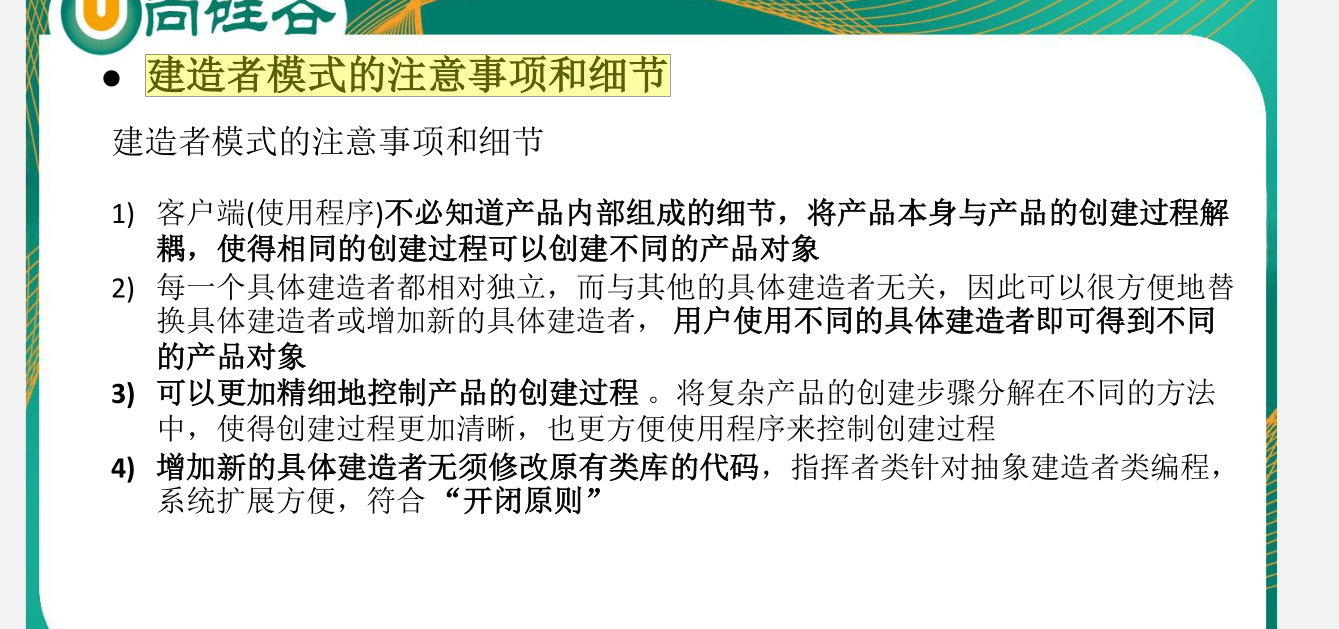 尚硅谷
● 建造者模式的注意事项和细节
建造者模式的注意事项和细节
1) 客户端(使用程序)不必知道产品内部组成的细节，将产品本身与产品的创建过程解
耦，使得相同的创建过程可以创建不同的产品对象
2) 每一个具体建造者都相对独立，而与其他的具体建造者无关，因此可以很方便地替
换具体建造者或增加新的具体建造者， 用户使用不同的具体建造者即可得到不同
的产品对象
3) 可以更加精细地控制产品的创建过程 。将复杂产品的创建步骤分解在不同的方法
中，使得创建过程更加清晰，也更方便使用程序来控制创建过程
4) 增加新的具体建造者无须修改原有类库的代码，指挥者类针对抽象建造者类编程，
系统扩展方便，符合 “开闭原则”